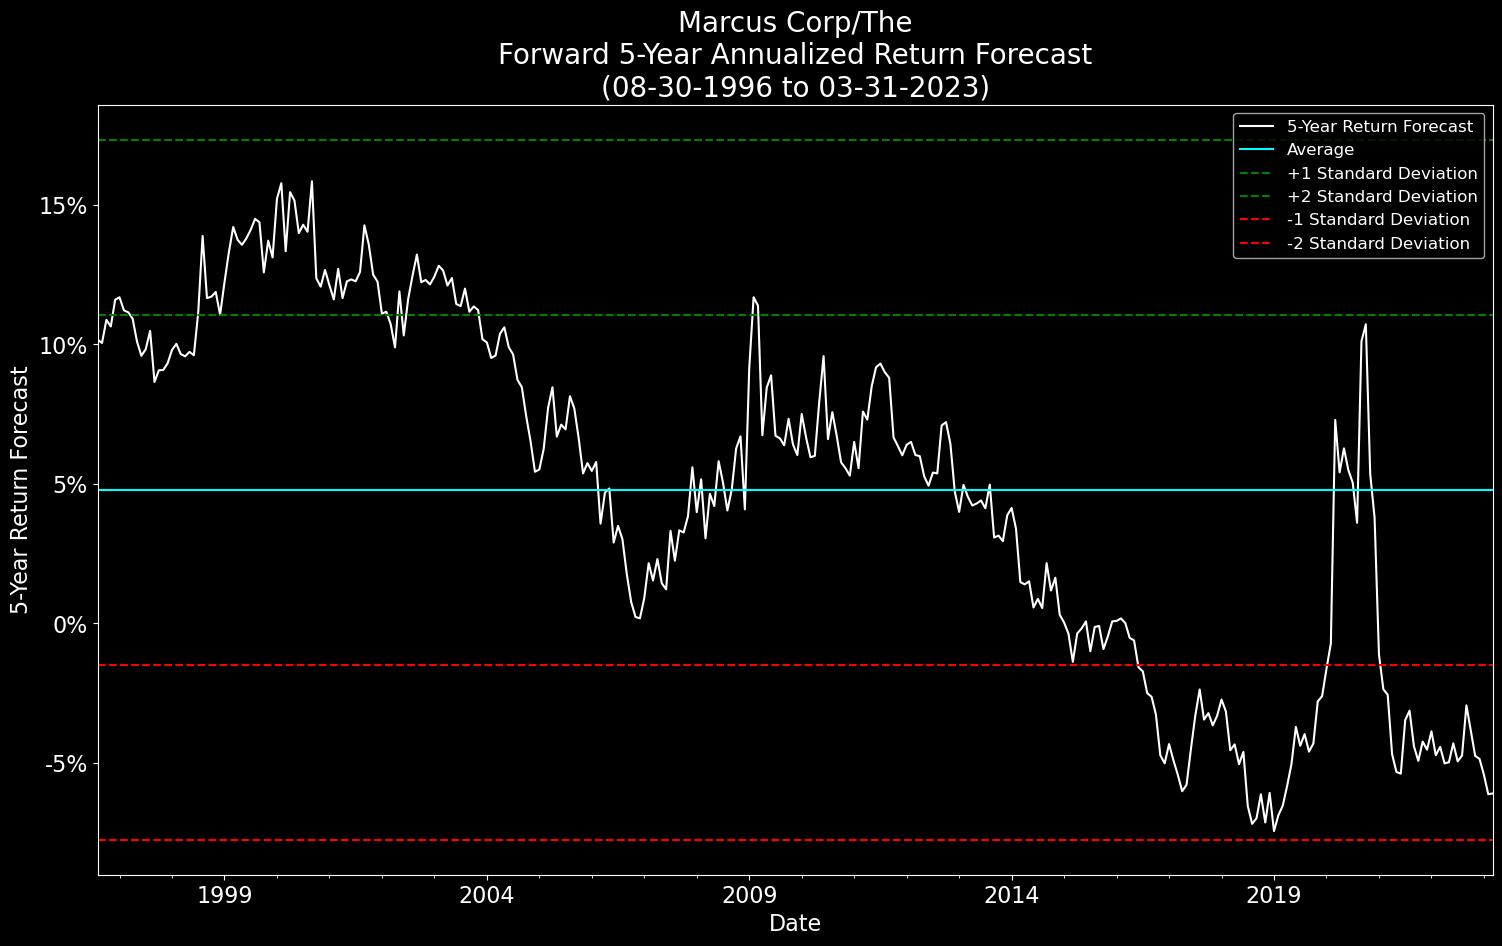 Marcus Corp/The
Forward 5-Year Annualized Return Forecast
(08-30-1996 to 03-31-2023)
5-Year Return Forecast
Average
+1 Standard Deviation
+2 Standard Deviation
-1 Standard Deviation
-2 Standard Deviation
15%
10%
5%
0%
-5%
5-Year Return Forecast
1999
2004
2009
2014
2019
Date